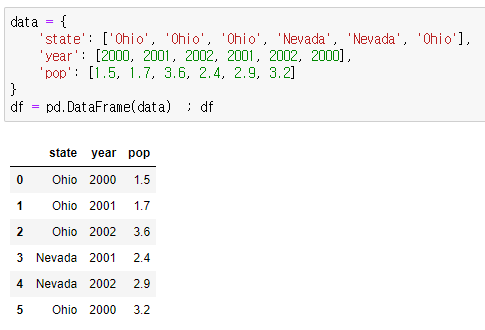 data = {
    'state': ['Ohio', 'Ohio', 'Ohio', 'Nevada', 'Nevada', 'Ohio'],
    'year': [2000, 2001, 2002, 2001, 2002, 2000],
    'pop': [1.5, 1.7, 3.6, 2.4, 2.9, 3.2]
}
df = pd.DataFrame(data)  ; df
state year pop
0 Ohio 2000 1.5
1 Ohio 2001 1.7
2 Ohio 2002 3.6
3 Nevada 2001 2.4
4 Nevada 2002 2.9
5 Ohio 2000 3.2